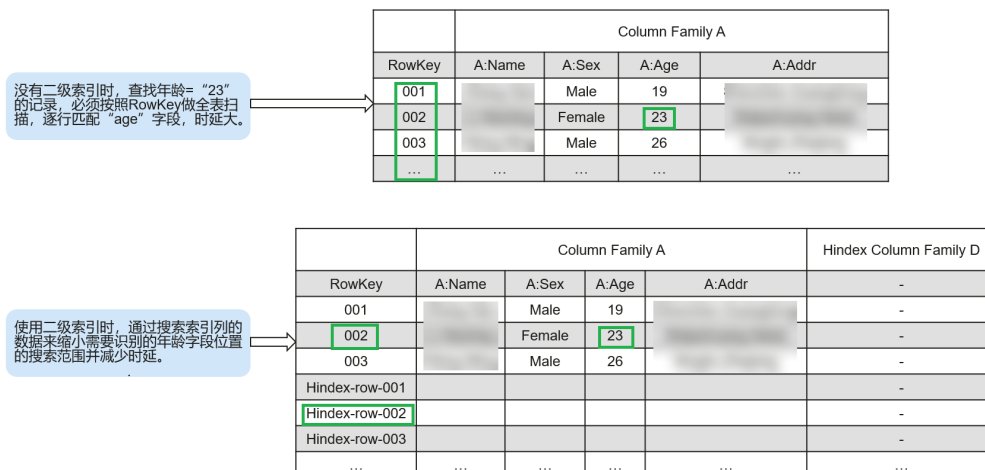 Column Family A
RowKey A:Name A:Sex A:Age A:Addr
001 Male 19
002 Female 23
003 Male 26
… … … … …
没有二级索引时，查找年龄=“23”
的记录，必须按照RowKey做全表扫
描，逐行匹配“age”字段，时延大。
Column Family A Hindex Column Family D
RowKey A:Name A:Sex A:Age A:Addr -
001 Male 19 -
002 Female 23 -
003 Male 26 -
Hindex-row-001 -
Hindex-row-002 -
Hindex-row-003 -
… … … … … …
使用二级索引时，通过搜索索引列的
数据来缩小需要识别的年龄字段位置
的搜索范围并减少时延。
.